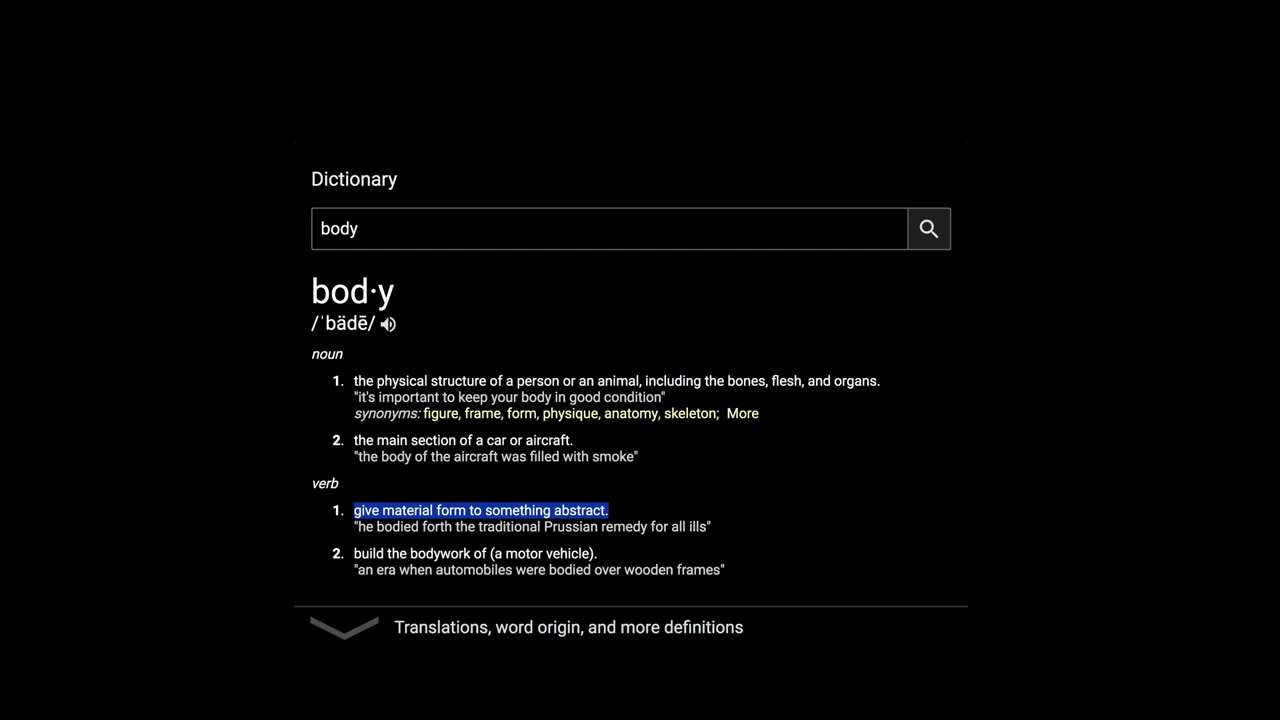 Dictionary
body
bod·y
/ˈbädē/
noun
1. the physical structure of a person or an animal, including the bones, flesh, and organs.
"it's important to keep your body in good condition"
synonyms: figure, frame, form, physique, anatomy, skeleton; More
2. the main section of a car or aircraft.
"the body of the aircraft was filled with smoke"
verb
1. give material form to something abstract.
"he bodied forth the traditional Prussian remedy for all ills"
2. build the bodywork of (a motor vehicle).
"an era when automobiles were bodied over wooden frames"
Translations, word origin, and more definitions